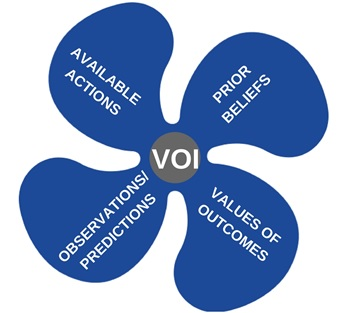 AVAILABLE
ACTIONS
PRIOR
BELIEFS
VOI
OBSERVATIONS/
PREDICTIONS
VALUES OF
OUTCOMES